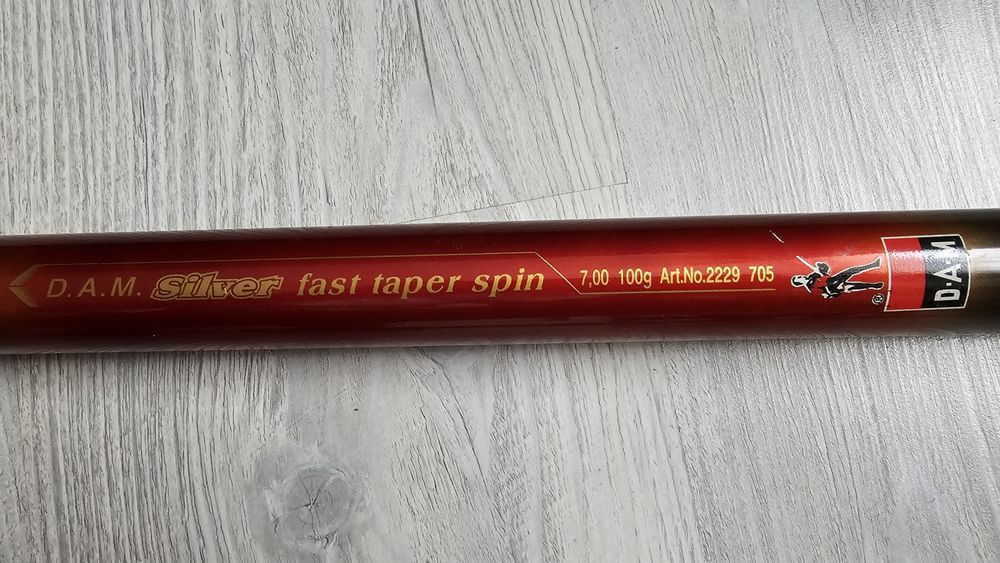 D.A.M. Silver fast taper spin 7,00 100g Art.No.2229 705
®
D·A·M